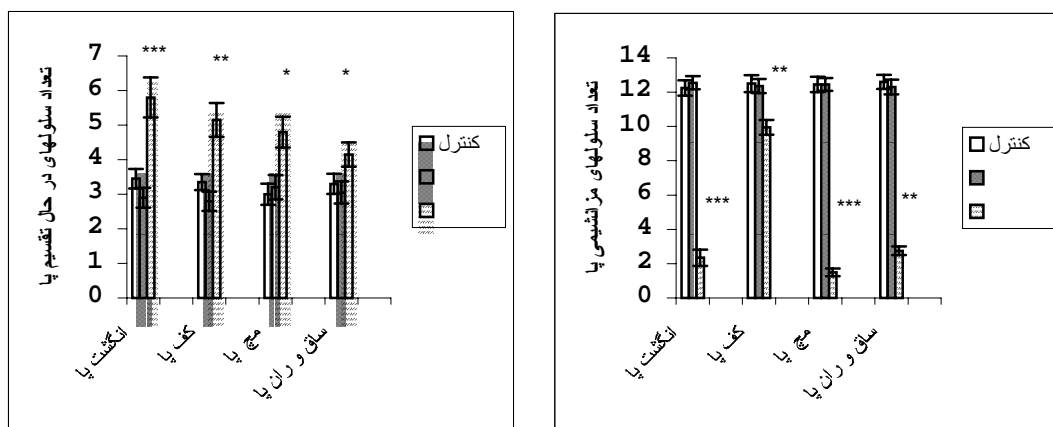 تعداد سلولهای در حال تقسیم پا
7
6
5
4
3
2
1
0
***
**
*
*
انگشت پا
کف پا
مچ پا
ساق و ران پا
کنترل
تعداد سلولهای مزانشیمی پا
14
12
10
8
6
4
2
0
***
**
***
**
انگشت پا
کف پا
مچ پا
ساق و ران پا
کنترل